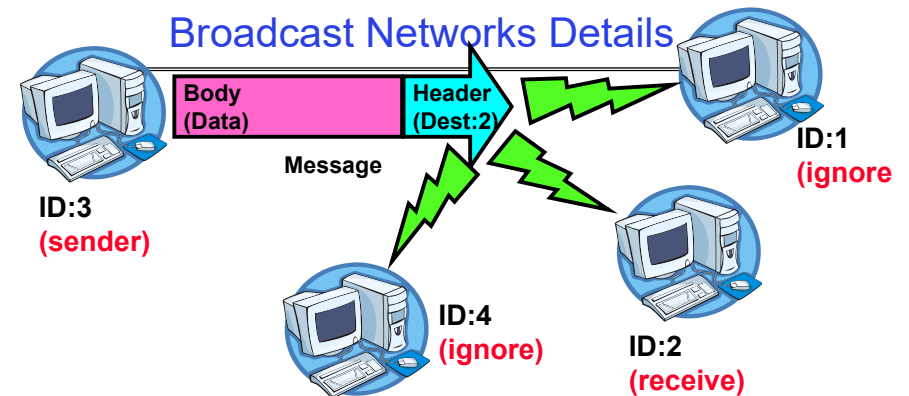 Broadcast Networks Details
Body
(Data)
Header
(Dest:2)
Message
ID:1
(ignore
ID:3
(sender)
ID:4
(ignore)
ID:2
(receive)